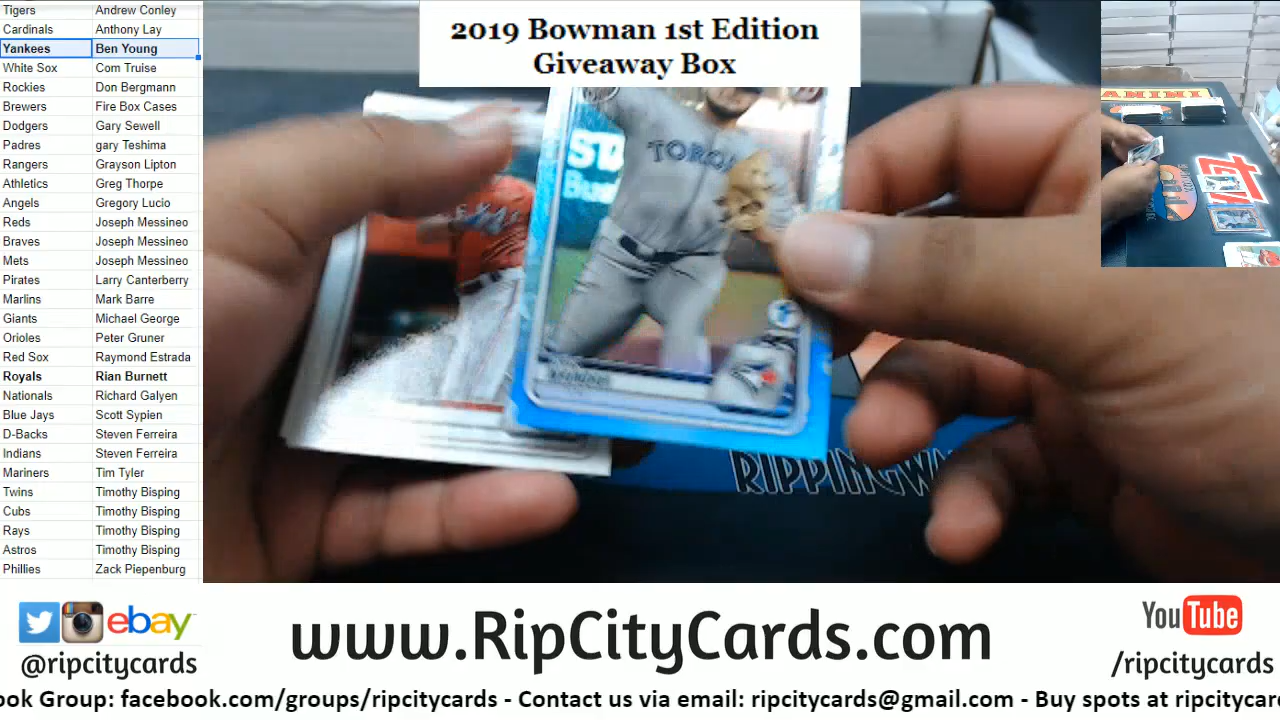 Tigers Andrew Conley
Cardinals Anthony Lay
Yankees Ben Young
White Sox Com Truise
Rockies Don Bergmann
Brewers Fire Box Cases
Dodgers Gary Sewell
Padres gary Teshima
Rangers Grayson Lipton
Athletics Greg Thorpe
Angels Gregory Lucio
Reds Joseph Messineo
Braves Joseph Messineo
Mets Joseph Messineo
Pirates Larry Canterberry
Marlins Mark Barre
Giants Michael George
Orioles Peter Gruner
Red Sox Raymond Estrada
Royals Rian Burnett
Nationals Richard Galyen
Blue Jays Scott Sypien
D-Backs Steven Ferreira
Indians Steven Ferreira
Mariners Tim Tyler
Twins Timothy Bisping
Cubs Timothy Bisping
Rays Timothy Bisping
Astros Timothy Bisping
Phillies Zack Piepenburg
2019 Bowman 1st Edition
Giveaway Box
TORO
RIPPINGW
PANINI
ebay
@ripcitycards
www.RipCityCards.com
YouTube
/ripcitycards
ook Group: facebook.com/groups/ripcitycards - Contact us via email: ripcitycards@gmail.com - Buy spots at ripcitycar